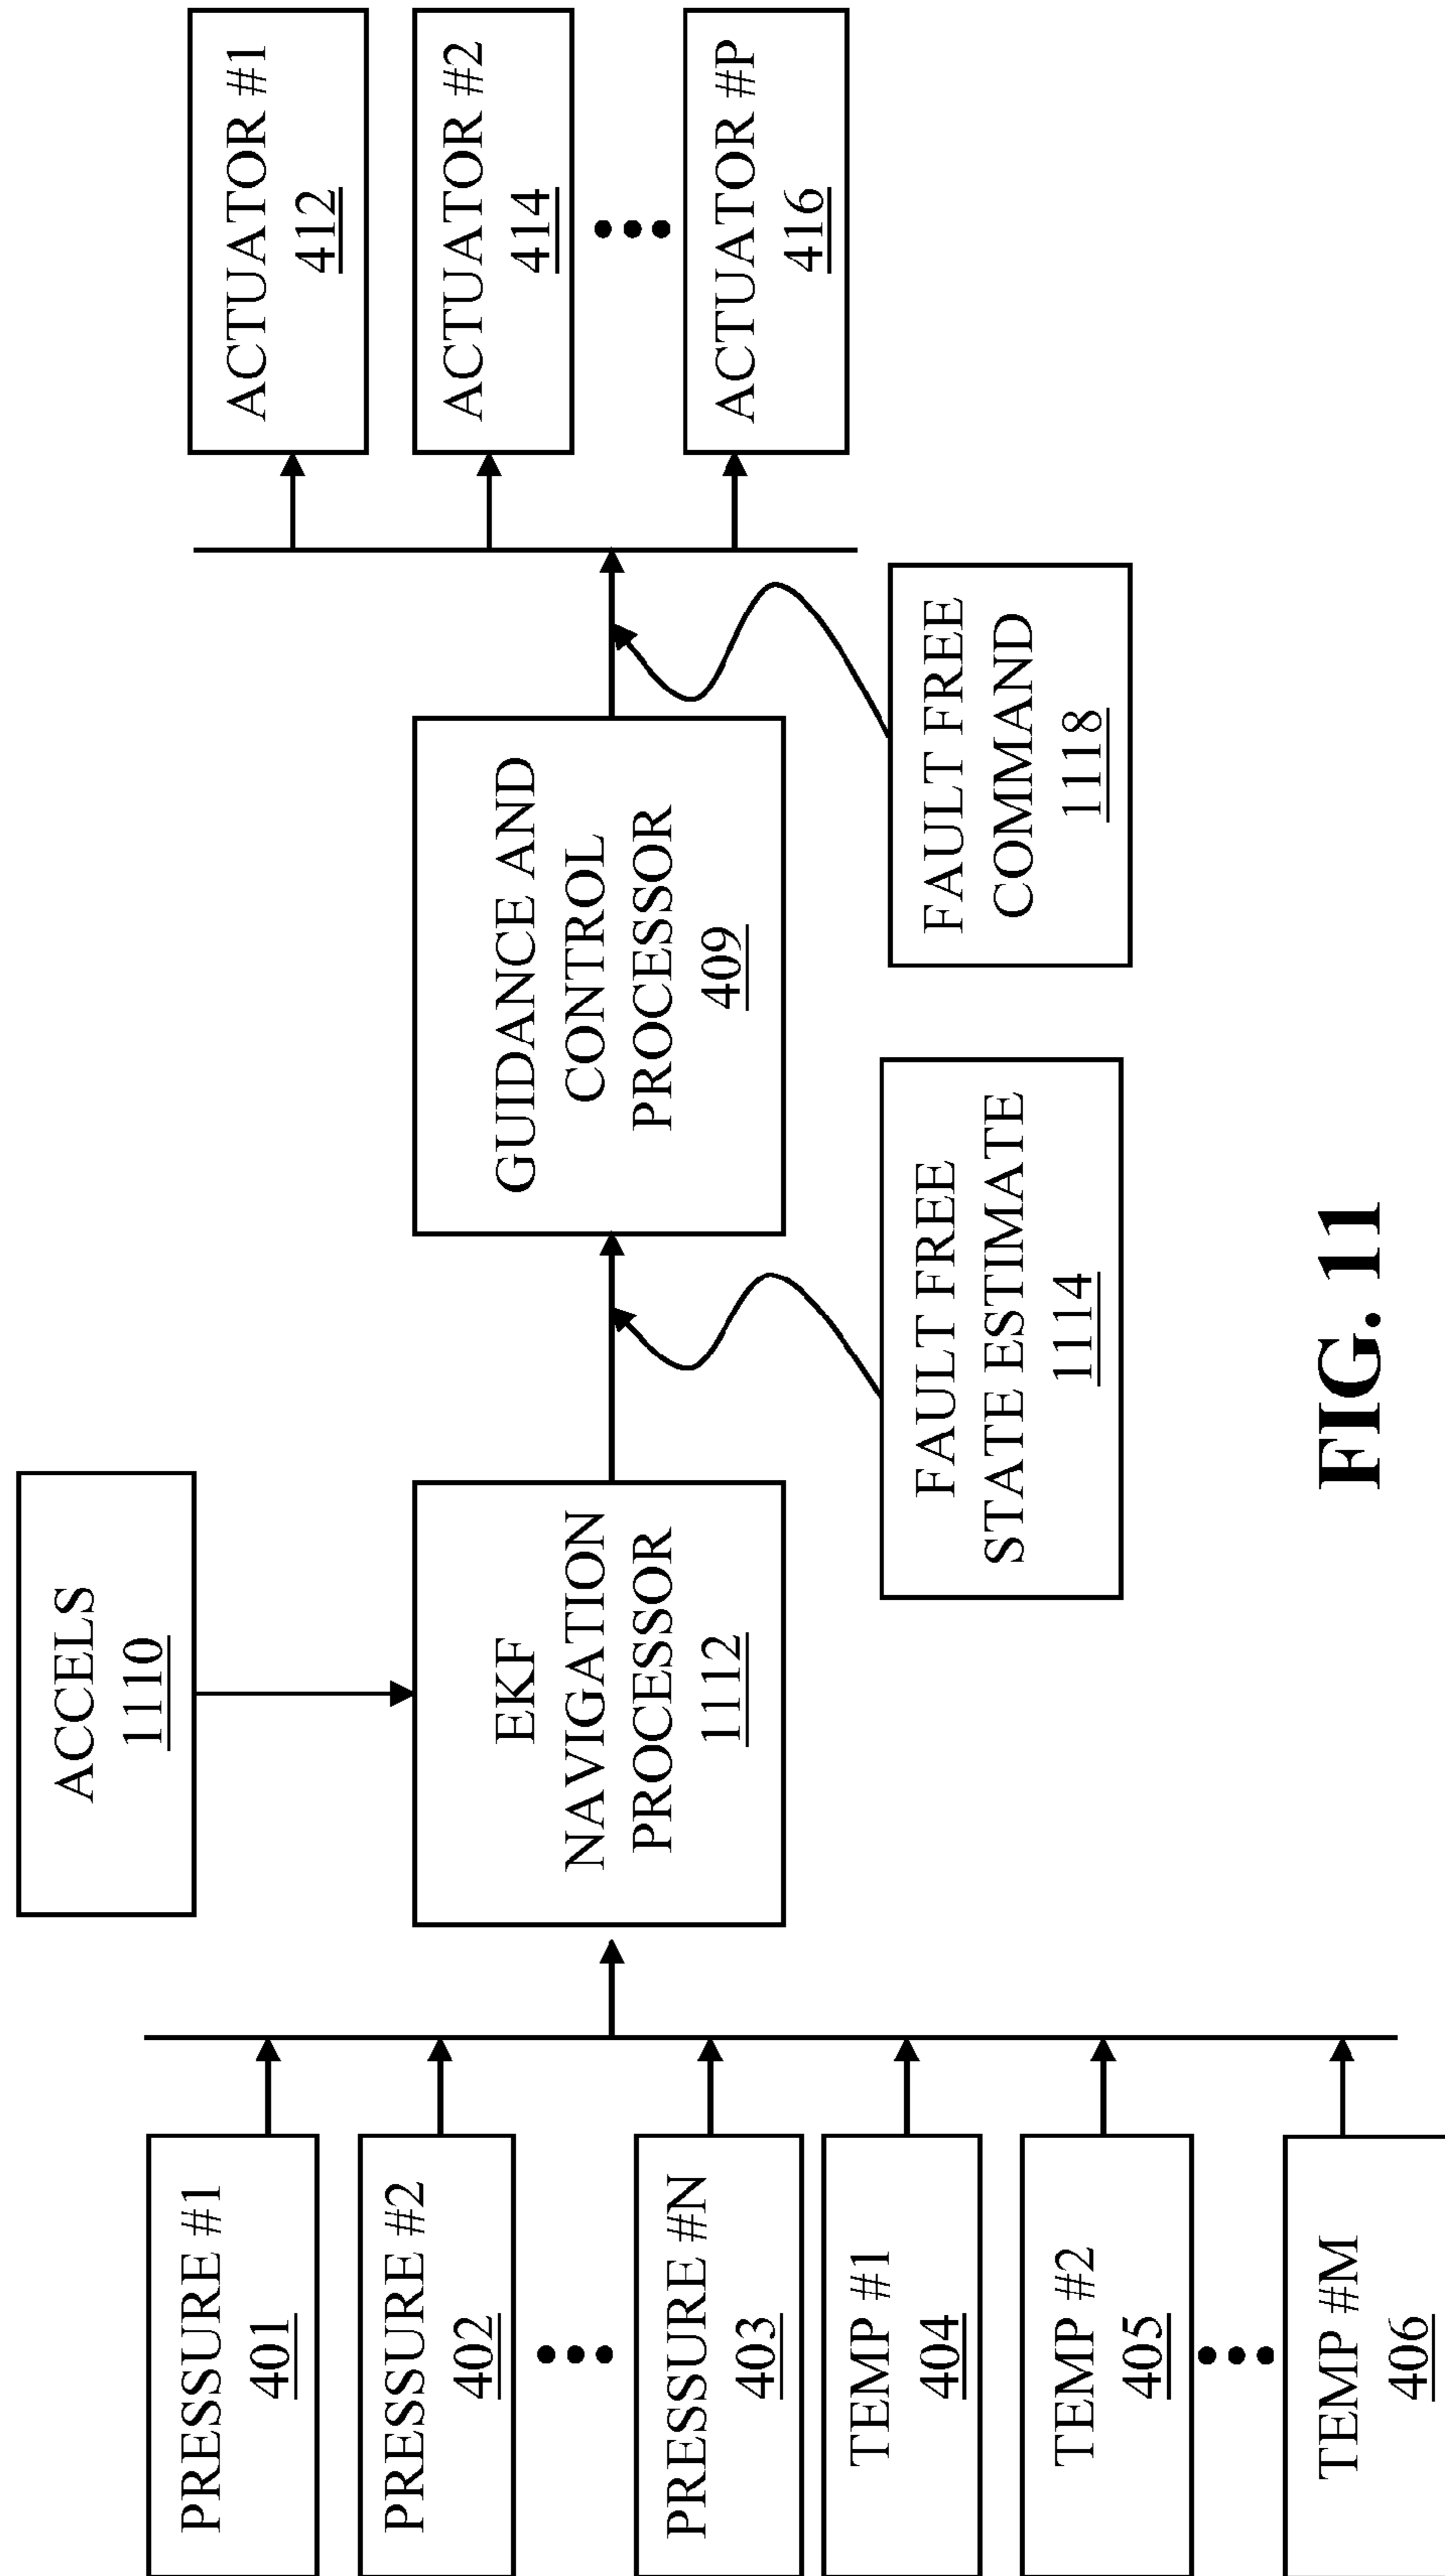 ACCELS
1110
PRESSURE #1
401
PRESSURE #2
402
PRESSURE #N
403
TEMP #1
404
TEMP #2
405
TEMP #M
406
EKF
NAVIGATION
PROCESSOR
1112
FAULT FREE
STATE ESTIMATE
1114
GUIDANCE AND
CONTROL
PROCESSOR
409
FAULT FREE
COMMAND
1118
ACTUATOR #1
412
ACTUATOR #2
414
ACTUATOR #P
416
FIG. 11